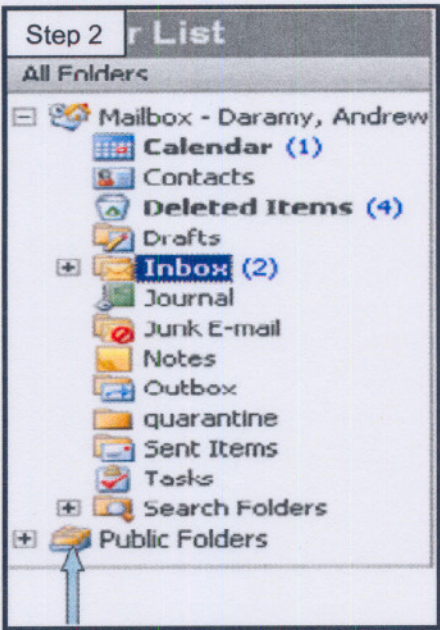 Step 2
r List
All Folders
Mailbox - Daramy, Andrew
Calendar (1)
Contacts
Deleted Items (4)
Drafts
Inbox (2)
Journal
Junk E-mail
Notes
Outbox
quarantine
Sent Items
Tasks
Search Folders
Public Folders